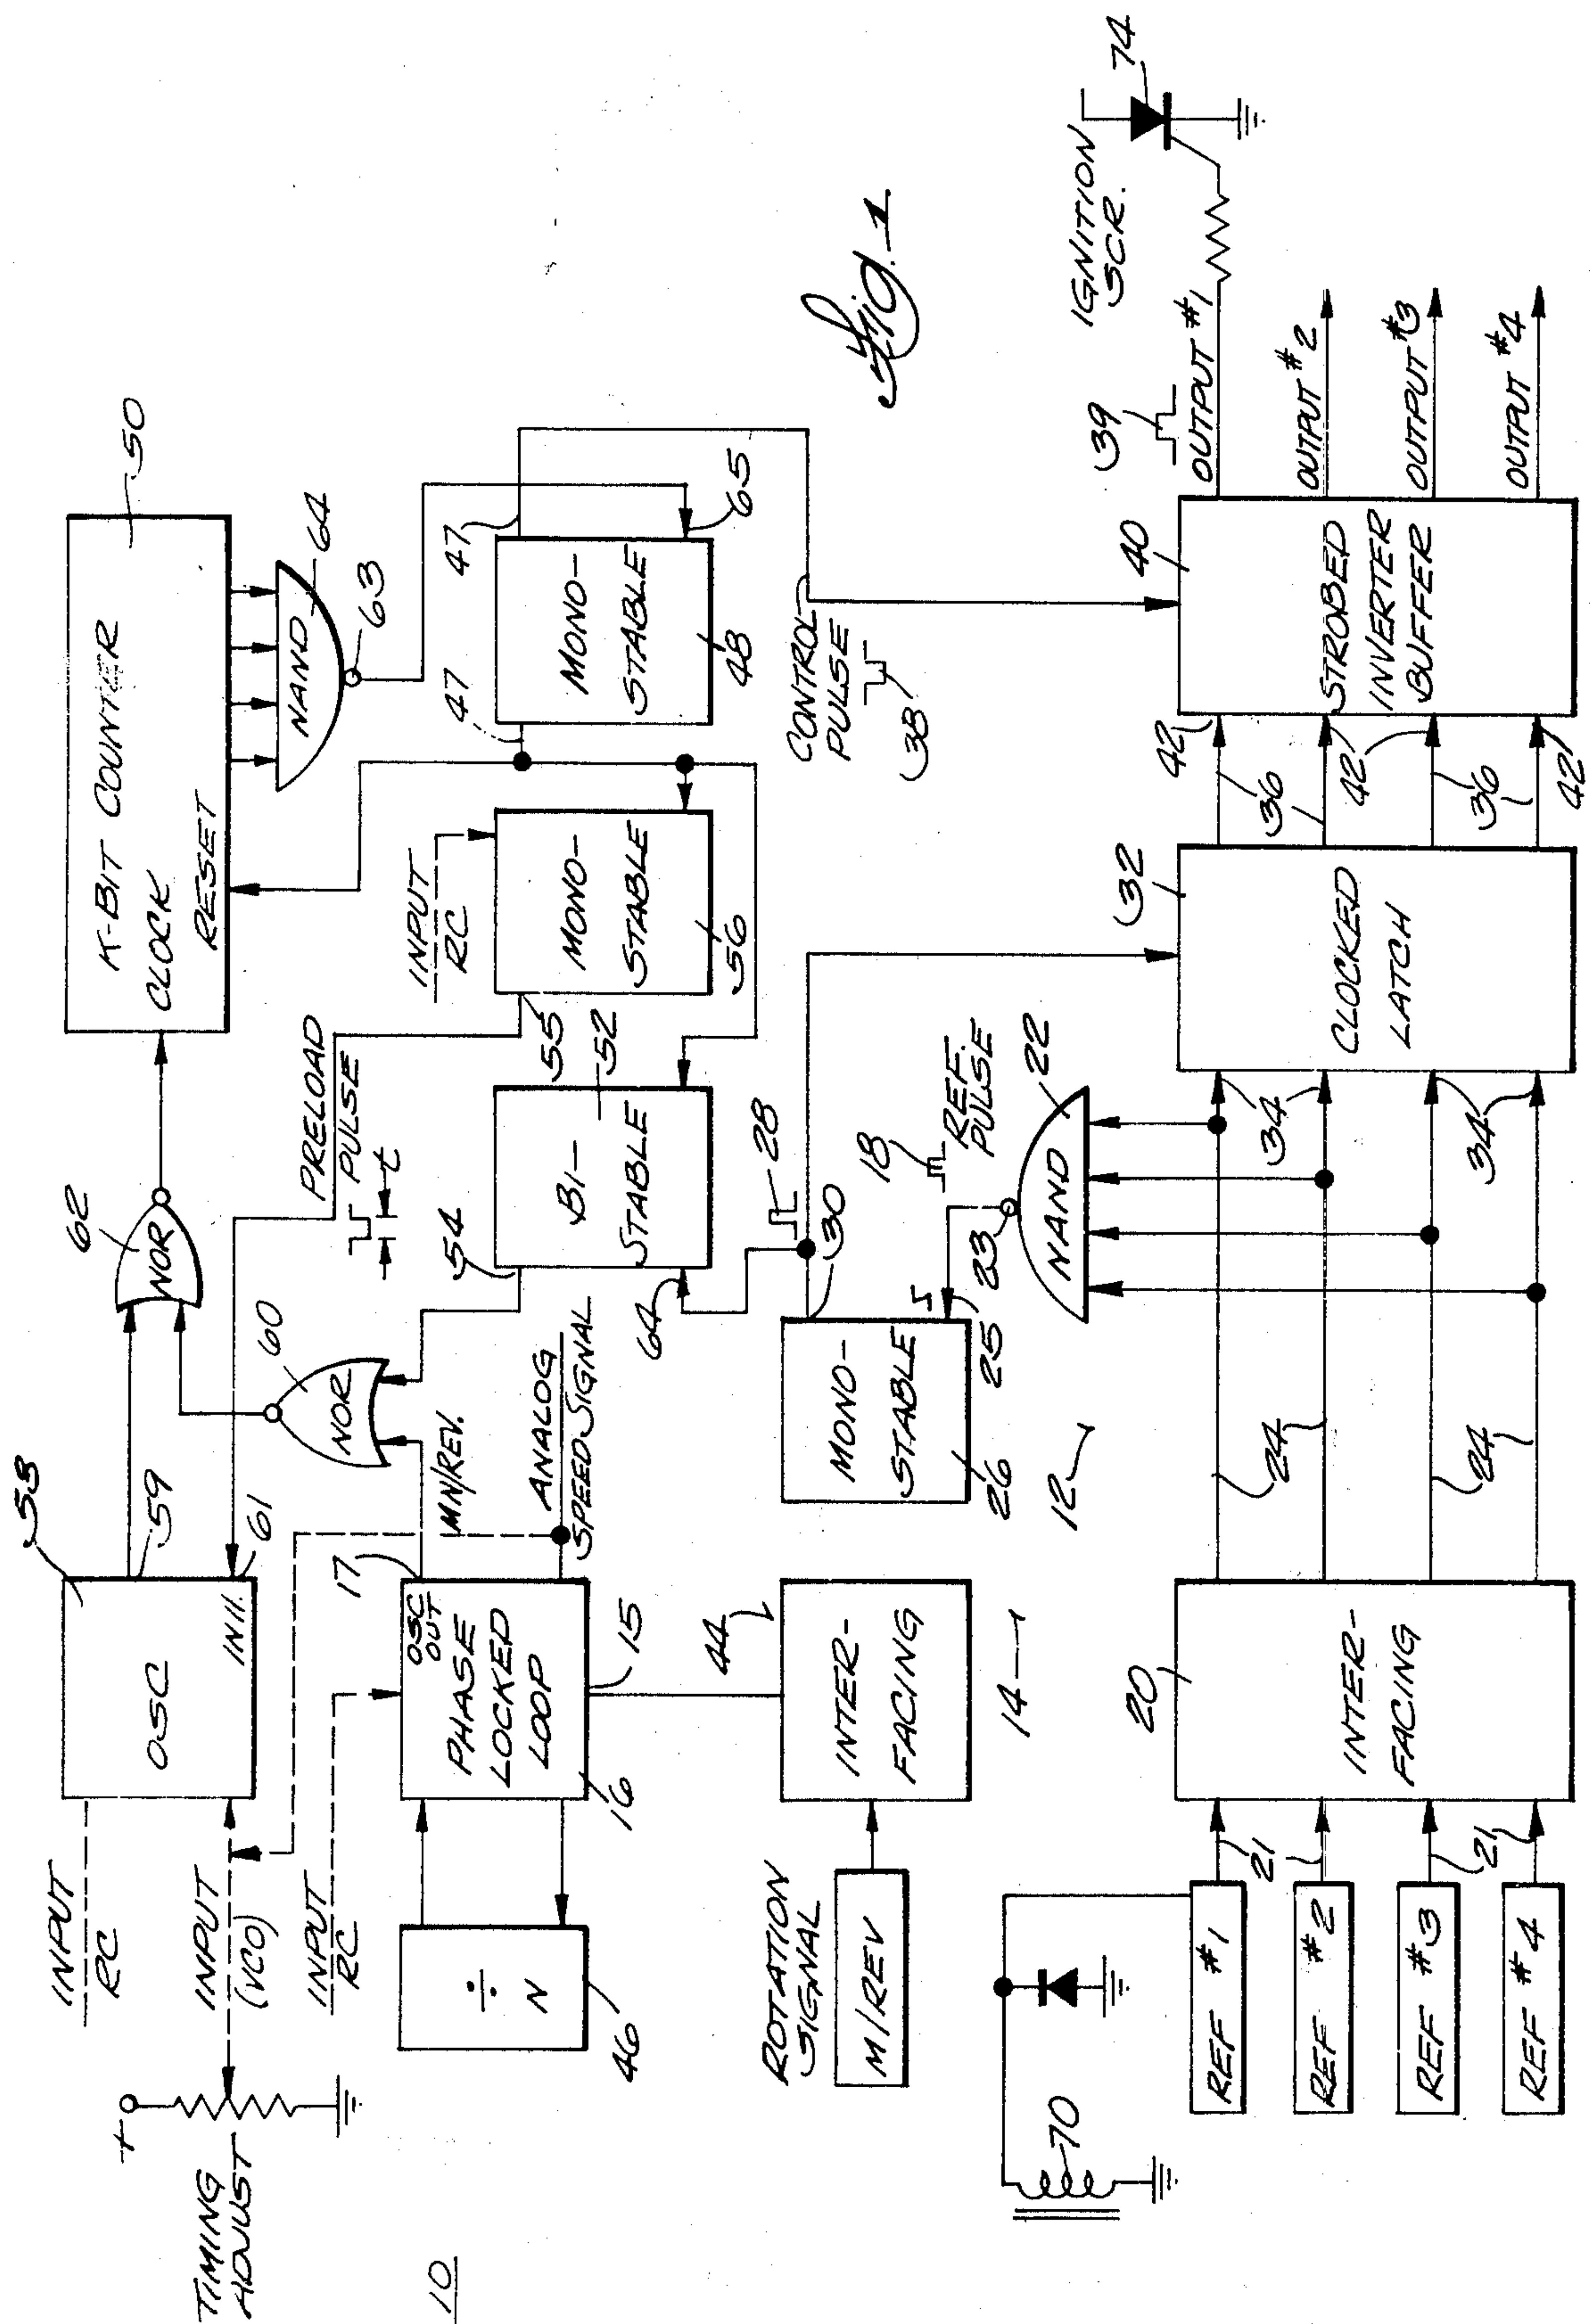 10
TIMING
ADJUST
+
INPUT
RC
INPUT
(VCO)
INPUT
RC
OSC
INH.
58
59
61
÷
N
46
OSC
OUT
PHASE
LOCKED
LOOP
16
17
15
MN/REV.
ANALOG
SPEED SIGNAL
NOR
60
NOR
62
K-BIT COUNTER
CLOCK
RESET
50
NAND
64
63
PRELOAD
PULSE
t
BI-
STABLE
52
54
64
INPUT
RC
MONO-
STABLE
55
56
MONO-
STABLE
47
47
48
65
ROTATION
SIGNAL
M/REV
INTER-
FACING
44
14
12
MONO-
STABLE
26
25
30
28
NAND
22
23
18
REF.
PULSE
CONTROL
PULSE
38
70
REF #1
REF #2
REF #3
REF #4
21
21
21
INTER-
FACING
20
24
24
24
34
34
34
34
CLOCKED
LATCH
32
36
36
36
42
42
42
42
STROBED
INVERTER
BUFFER
40
OUTPUT #1
OUTPUT #2
OUTPUT #3
OUTPUT #4
39
IGNITION
SCR.
74
Fig. 1